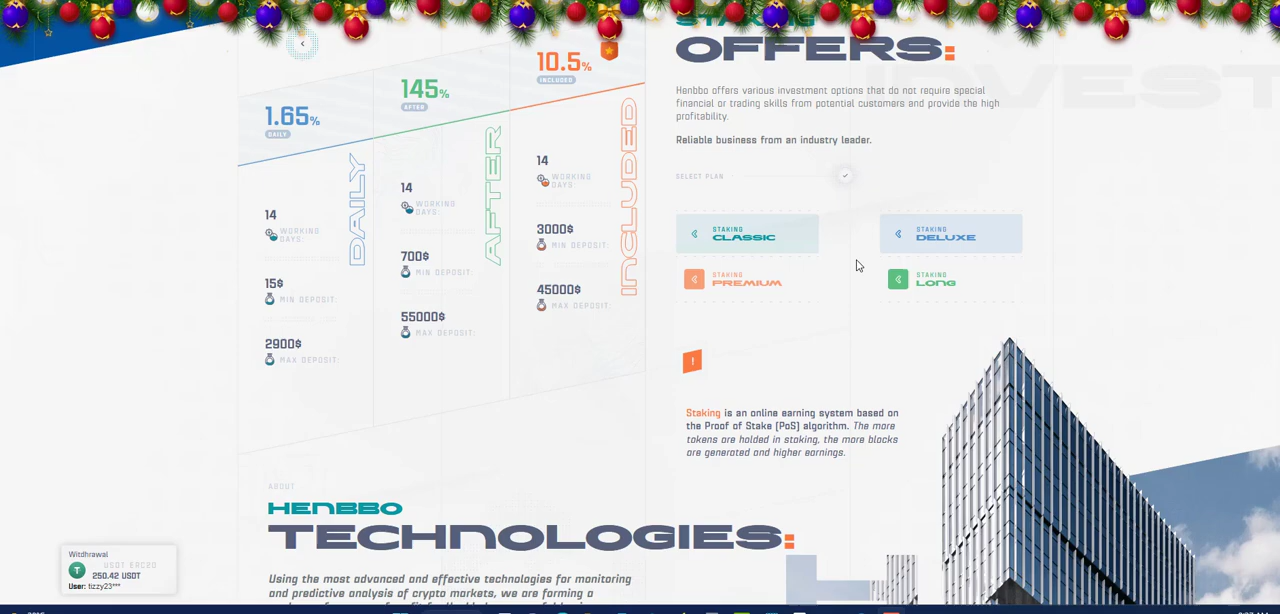 STAKING
OFFERS:
INVEST
Henbbo offers various investment options that do not require special
financial or trading skills from potential customers and provide the high
profitability.
Reliable business from an industry leader.
SELECT PLAN
STAKING
CLASSIC
STAKING
DELUXE
STAKING
PREMIUM
STAKING
LONG
1.65%
DAILY
DAILY
14
WORKING
DAYS:
15$
MIN DEPOSIT:
2900$
MAX DEPOSIT:
145%
AFTER
AFTER
14
WORKING
DAYS:
700$
MIN DEPOSIT:
55000$
MAX DEPOSIT:
10.5%
INCLUDED
INCLUDED
14
WORKING
DAYS:
3000$
MIN DEPOSIT:
45000$
MAX DEPOSIT:
!
Staking is an online earning system based on
the Proof of Stake (PoS) algorithm. The more
tokens are holded in staking, the more blocks
are generated and higher earnings.
ABOUT
HENBBO
TECHNOLOGIES:
Using the most advanced and effective technologies for monitoring
and predictive analysis of crypto markets, we are forming a
Witdhrawal
T
USDT ERC20
250.42 USDT
User: tizzy23***